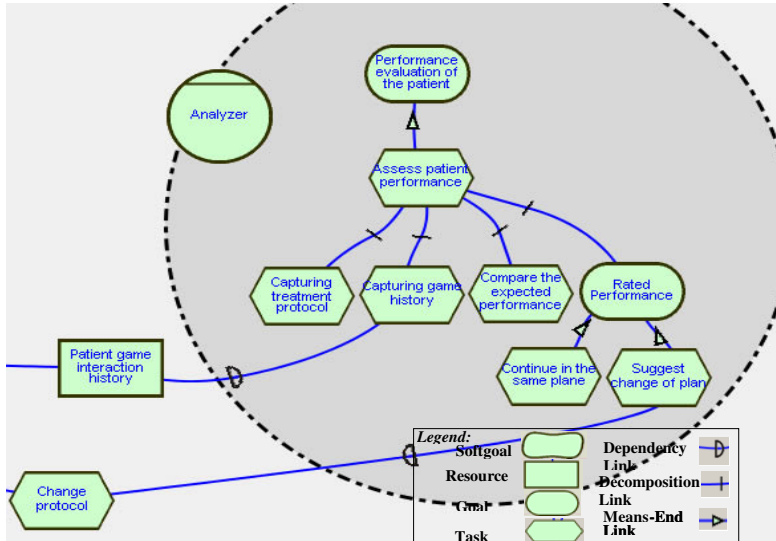 Performance
evaluation of
the patient
Analyzer
Assess patient
performance
Capturing
treatment
protocol
Capturing game
history
Compare the
expected
performance
Rated
Performance
Patient game
interaction
history
Continue in the
same plane
Suggest
change of plan
Change
protocol
Legend:
Softgoal
Resource
Goal
Task
Dependency
Link
Decomposition
Link
Means-End
Link